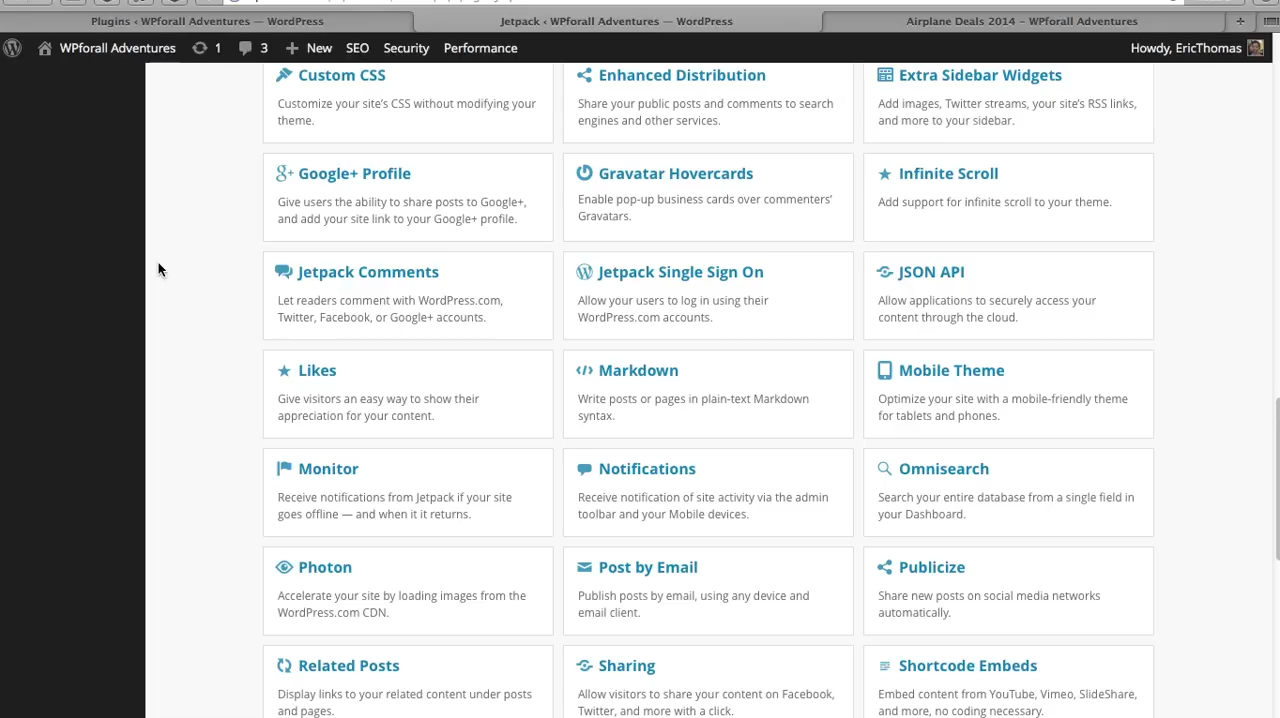 Plugins ‹ WPforall Adventures — WordPress
Jetpack ‹ WPforall Adventures — WordPress
Airplane Deals 2014 – WPforall Adventures
WPforall Adventures
1
3
New
SEO
Security
Performance
Howdy, EricThomas
Custom CSS
Customize your site's CSS without modifying your
theme.
Enhanced Distribution
Share your public posts and comments to search
engines and other services.
Extra Sidebar Widgets
Add images, Twitter streams, your site's RSS links,
and more to your sidebar.
Google+ Profile
Give users the ability to share posts to Google+,
and add your site link to your Google+ profile.
Gravatar Hovercards
Enable pop-up business cards over commenters'
Gravatars.
Infinite Scroll
Add support for infinite scroll to your theme.
Jetpack Comments
Let readers comment with WordPress.com,
Twitter, Facebook, or Google+ accounts.
Jetpack Single Sign On
Allow your users to log in using their
WordPress.com accounts.
JSON API
Allow applications to securely access your
content through the cloud.
Likes
Give visitors an easy way to show their
appreciation for your content.
Markdown
Write posts or pages in plain-text Markdown
syntax.
Mobile Theme
Optimize your site with a mobile-friendly theme
for tablets and phones.
Monitor
Receive notifications from Jetpack if your site
goes offline — and when it it returns.
Notifications
Receive notification of site activity via the admin
toolbar and your Mobile devices.
Omnisearch
Search your entire database from a single field in
your Dashboard.
Photon
Accelerate your site by loading images from the
WordPress.com CDN.
Post by Email
Publish posts by email, using any device and
email client.
Publicize
Share new posts on social media networks
automatically.
Related Posts
Display links to your related content under posts
and pages.
Sharing
Allow visitors to share your content on Facebook,
Twitter, and more with a click.
Shortcode Embeds
Embed content from YouTube, Vimeo, SlideShare,
and more, no coding necessary.